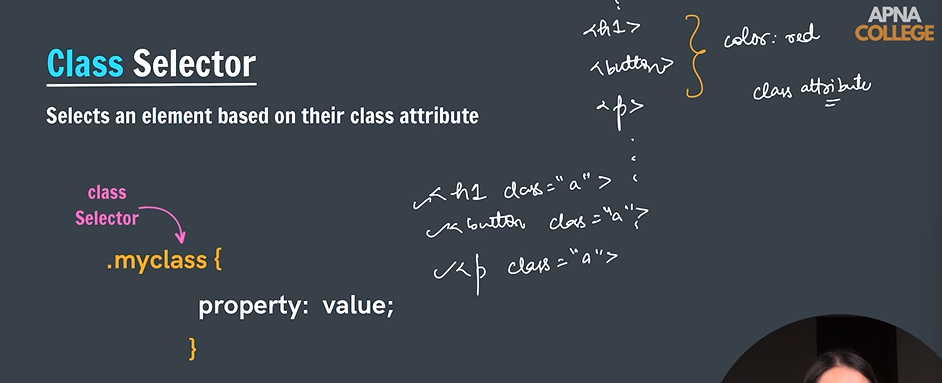 APNA
COLLEGE
Class Selector
Selects an element based on their class attribute
<h1>
<button>
<p>
color: red
class attribute
class
Selector
.myclass {
property: value;
}
<h1 class="a">
<button class="a">
<p class="a">